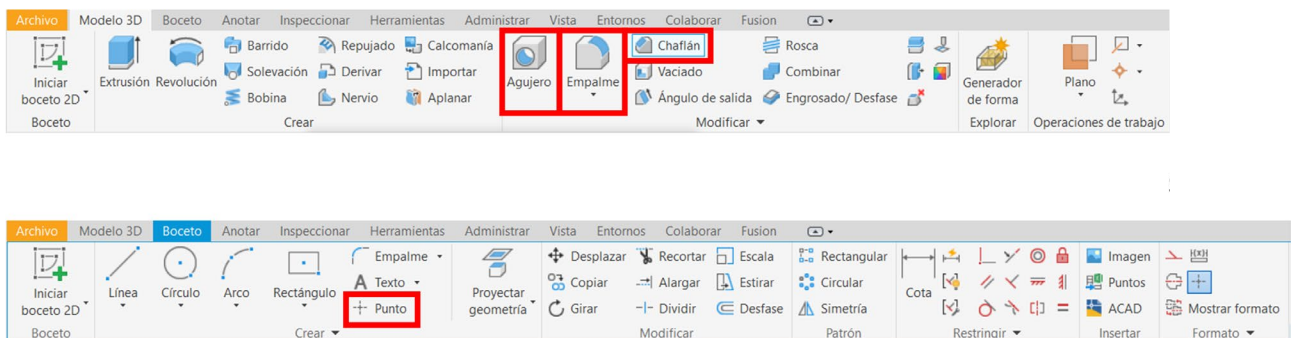 Archivo Modelo 3D Boceto Anotar Inspeccionar Herramientas Administrar Vista Entornos Colaborar Fusion
Barrido Repujado Calcomanía Chaflán Rosca
Iniciar boceto 2D Extrusión Revolución Solevación Derivar Importar Agujero Empalme Vaciado Combinar Generador de forma Plano
Bobina Nervio Aplanar Ángulo de salida Engrosado/ Desfase
Boceto Crear Modificar Explorar Operaciones de trabajo
Archivo Modelo 3D Boceto Anotar Inspeccionar Herramientas Administrar Vista Entornos Colaborar Fusion
Empalme Desplazar Recortar Escala Rectangular Imagen
Iniciar boceto 2D Línea Círculo Arco Rectángulo A Texto Proyectar geometría Copiar Alargar Estirar Circular Cota Puntos
Punto Girar Dividir Desfase Simetría ACAD Mostrar formato
Boceto Crear Modificar Patrón Restringir Insertar Formato